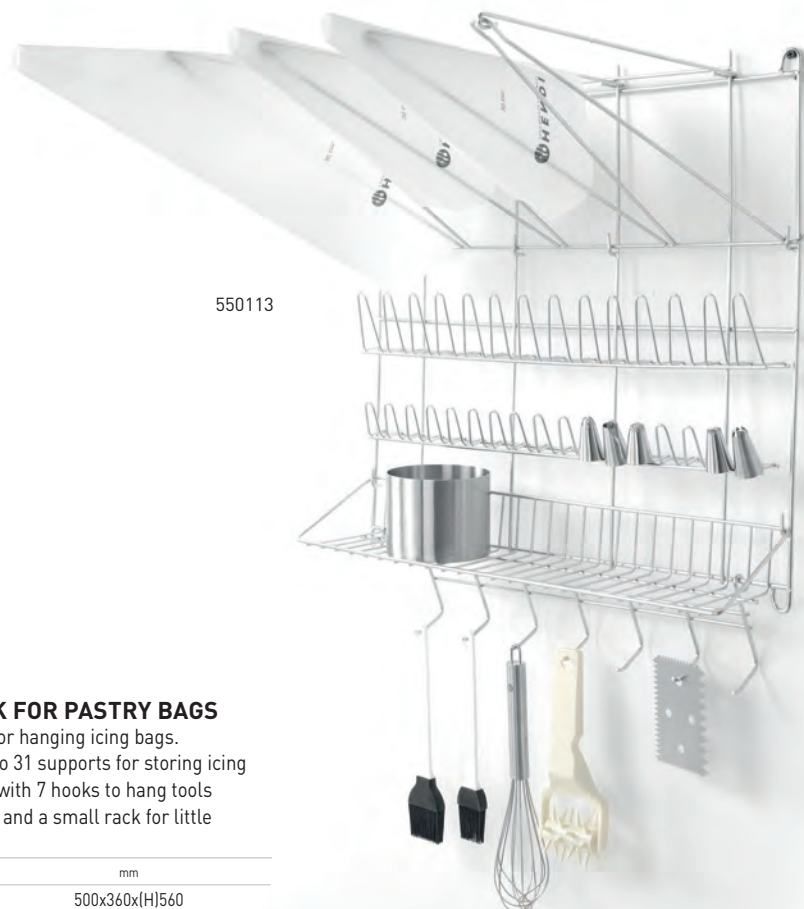 HENDI
550113
K FOR PASTRY BAGS
or hanging icing bags.
o 31 supports for storing icing
with 7 hooks to hang tools
and a small rack for little
mm
500x360x(H)560